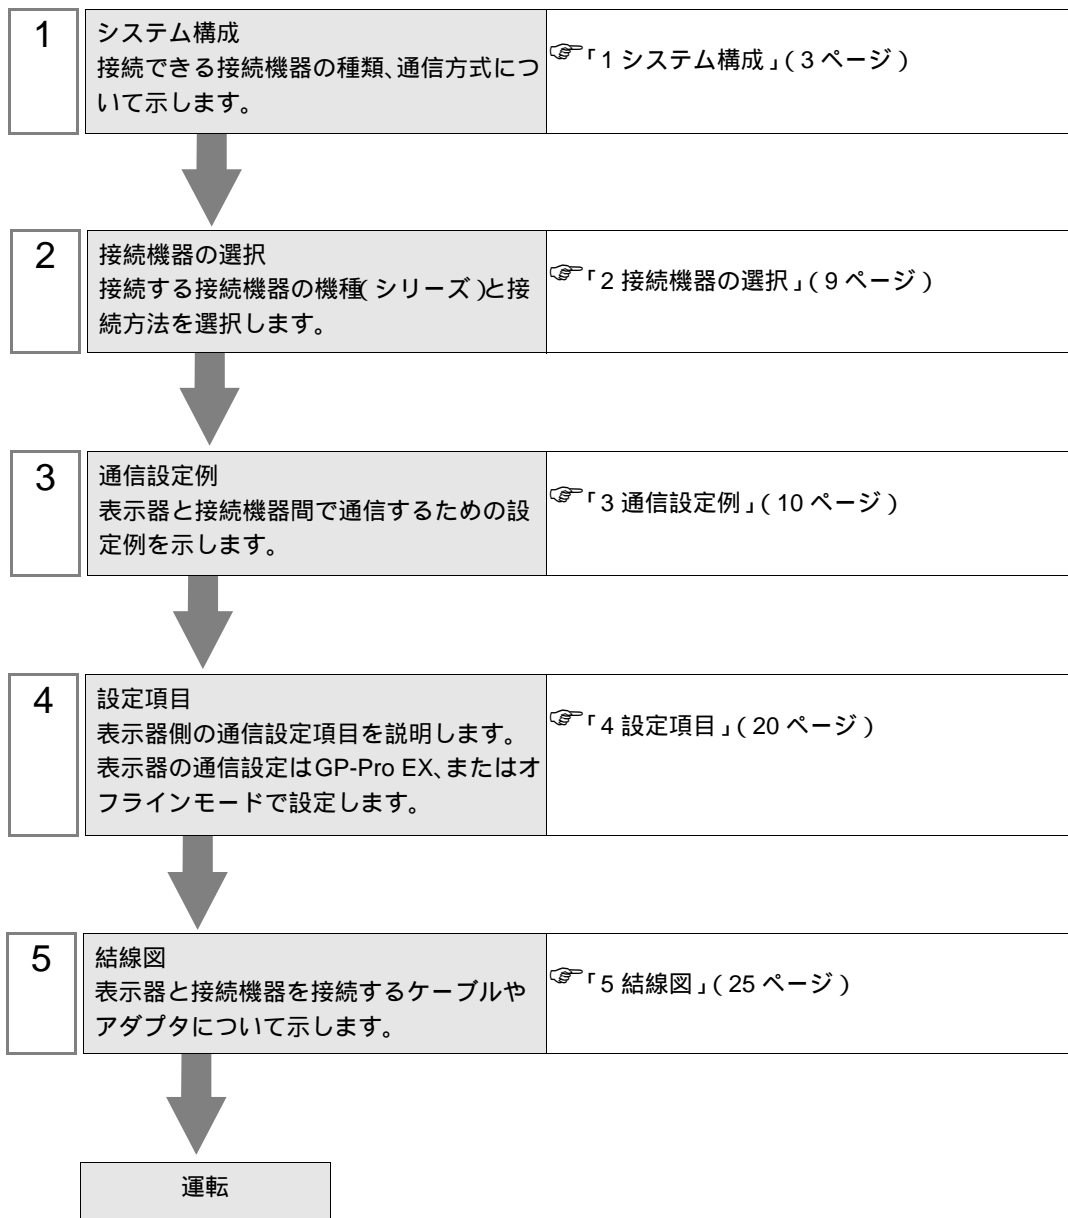 1
システム構成
接続できる接続機器の種類、通信方式につ
いて示します。
☞「1 システム構成」( 3 ページ )
2
接続機器の選択
接続する接続機器の機種( シリーズ )と接
続方法を選択します。
☞「2 接続機器の選択」( 9 ページ )
3
通信設定例
表示器と接続機器間で通信するための設
定例を示します。
☞「3 通信設定例」( 10 ページ )
4
設定項目
表示器側の通信設定項目を説明します。
表示器の通信設定はGP-Pro EX、またはオ
フラインモードで設定します。
☞「4 設定項目」( 20 ページ )
5
結線図
表示器と接続機器を接続するケーブルや
アダプタについて示します。
☞「5 結線図」( 25 ページ )
運転